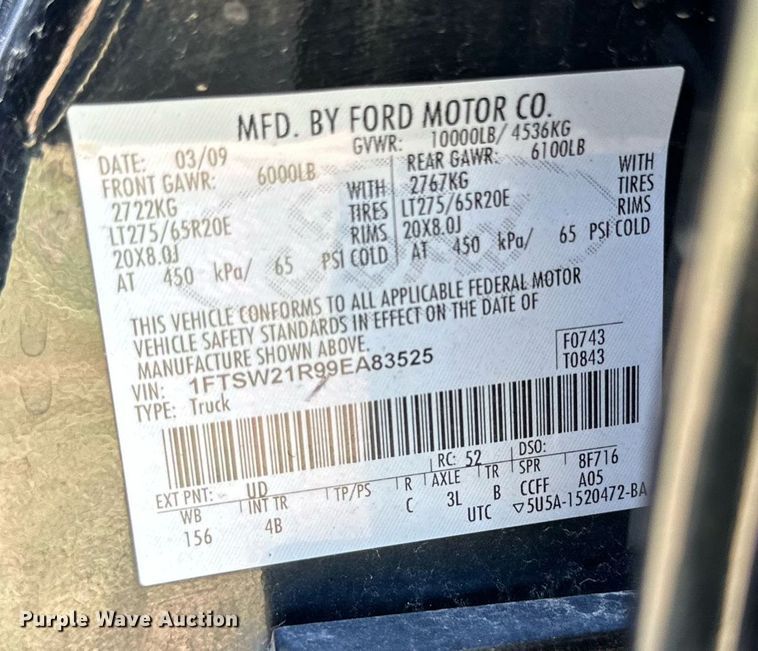 MFD. BY FORD MOTOR CO.
DATE: 03/09 GVWR: 10000LB/ 4536KG
FRONT GAWR: 6000LB REAR GAWR: 6100LB
2722KG WITH 2767KG WITH
LT275/65R20E TIRES LT275/65R20E TIRES
20X8.0J RIMS 20X8.0J RIMS
AT 450 kPa/ 65 PSI COLD AT 450 kPa/ 65 PSI COLD
THIS VEHICLE CONFORMS TO ALL APPLICABLE FEDERAL MOTOR
VEHICLE SAFETY STANDARDS IN EFFECT ON THE DATE OF
MANUFACTURE SHOWN ABOVE.
VIN: 1FTSW21R99EA83525 F0743
TYPE: Truck T0843
EXT PNT: UD RC: 52 DSO:
WB INT TR TP/PS R AXLE TR SPR 8F716
156 4B C 3L B CCFF A05
UTC ▽5U5A-1520472-BA
Purple Wave Auction